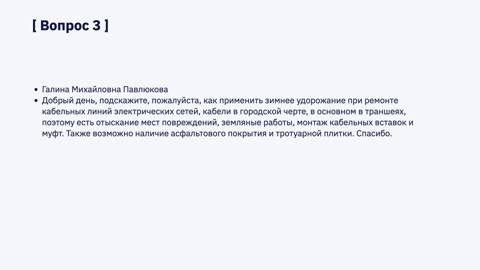 [ Вопрос 3 ]
• Галина Михайловна Павлюкова
• Добрый день, подскажите, пожалуйста, как применить зимнее удорожание при ремонте
кабельных линий электрических сетей, кабели в городской черте, в основном в траншеях,
поэтому есть отыскание мест повреждений, земляные работы, монтаж кабельных вставок и
муфт. Также возможно наличие асфальтового покрытия и тротуарной плитки. Спасибо.